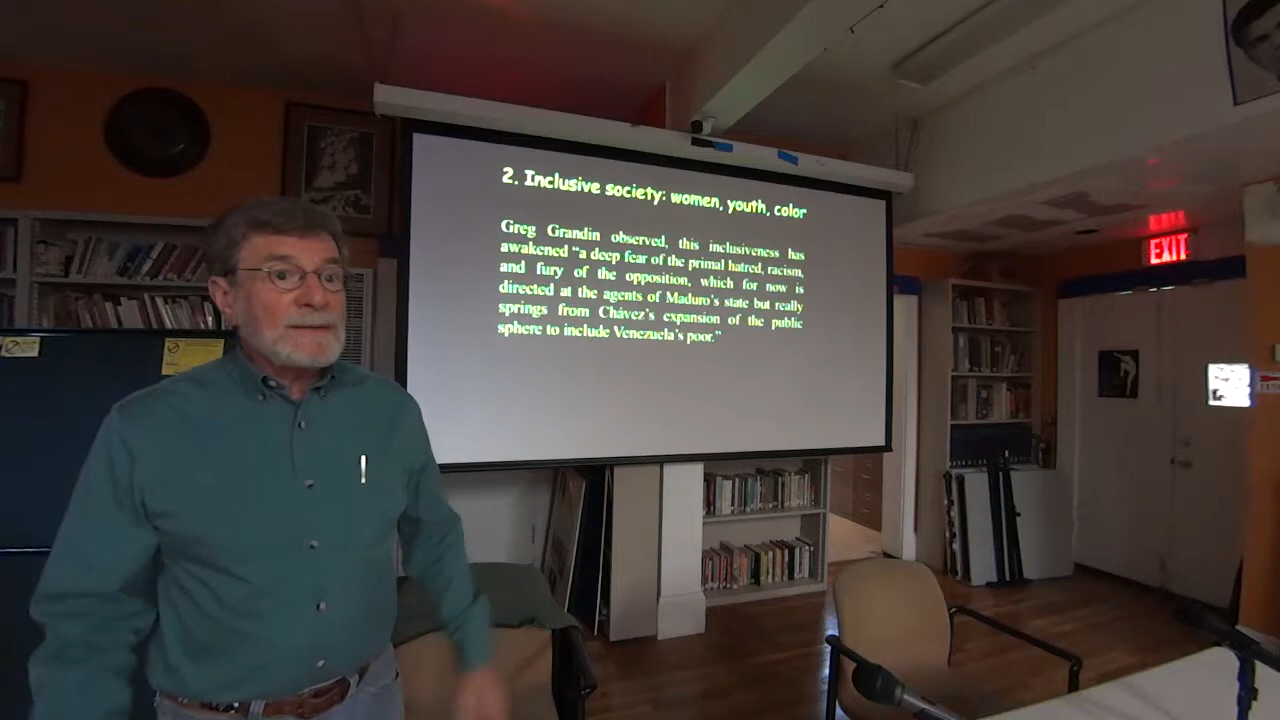 2. Inclusive society: women, youth, color
Greg Grandin observed, this inclusiveness has
awakened "a deep fear of the primal hatred, racism,
and fury of the opposition, which for now is
directed at the agents of Maduro's state but really
springs from Chávez's expansion of the public
sphere to include Venezuela's poor."
EXIT